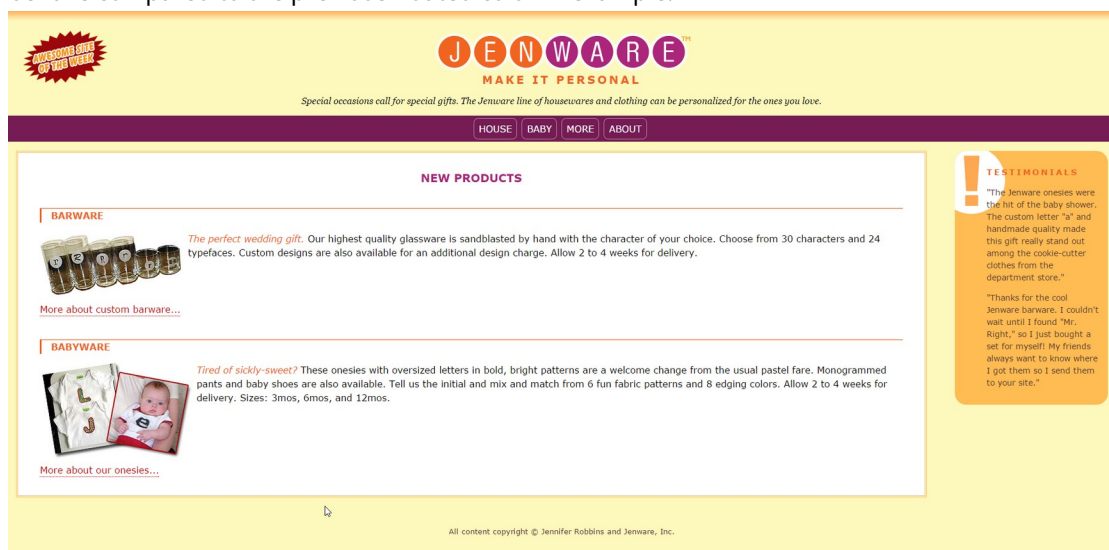 AWESOME SITE
OF THE WEEK
JENWARE™
MAKE IT PERSONAL
Special occasions call for special gifts. The Jenware line of housewares and clothing can be personalized for the ones you love.
HOUSE BABY MORE ABOUT
NEW PRODUCTS
BARWARE
The perfect wedding gift. Our highest quality glassware is sandblasted by hand with the character of your choice. Choose from 30 characters and 24
typefaces. Custom designs are also available for an additional design charge. Allow 2 to 4 weeks for delivery.
More about custom barware...
BABYWARE
Tired of sickly-sweet? These onesies with oversized letters in bold, bright patterns are a welcome change from the usual pastel fare. Monogrammed
pants and baby shoes are also available. Tell us the initial and mix and match from 6 fun fabric patterns and 8 edging colors. Allow 2 to 4 weeks for
delivery. Sizes: 3mos, 6mos, and 12mos.
L
J
e
More about our onesies...
!
TESTIMONIALS
"The Jenware onesies were
the hit of the baby shower.
The custom letter "a" and
handmade quality made
this gift really stand out
among the cookie-cutter
clothes from the
department store."
"Thanks for the cool
Jenware barware. I couldn't
wait until I found "Mr.
Right," so I just bought a
set for myself! My friends
always want to know where
I got them so I send them
to your site."
All content copyright © Jennifer Robbins and Jenware, Inc.